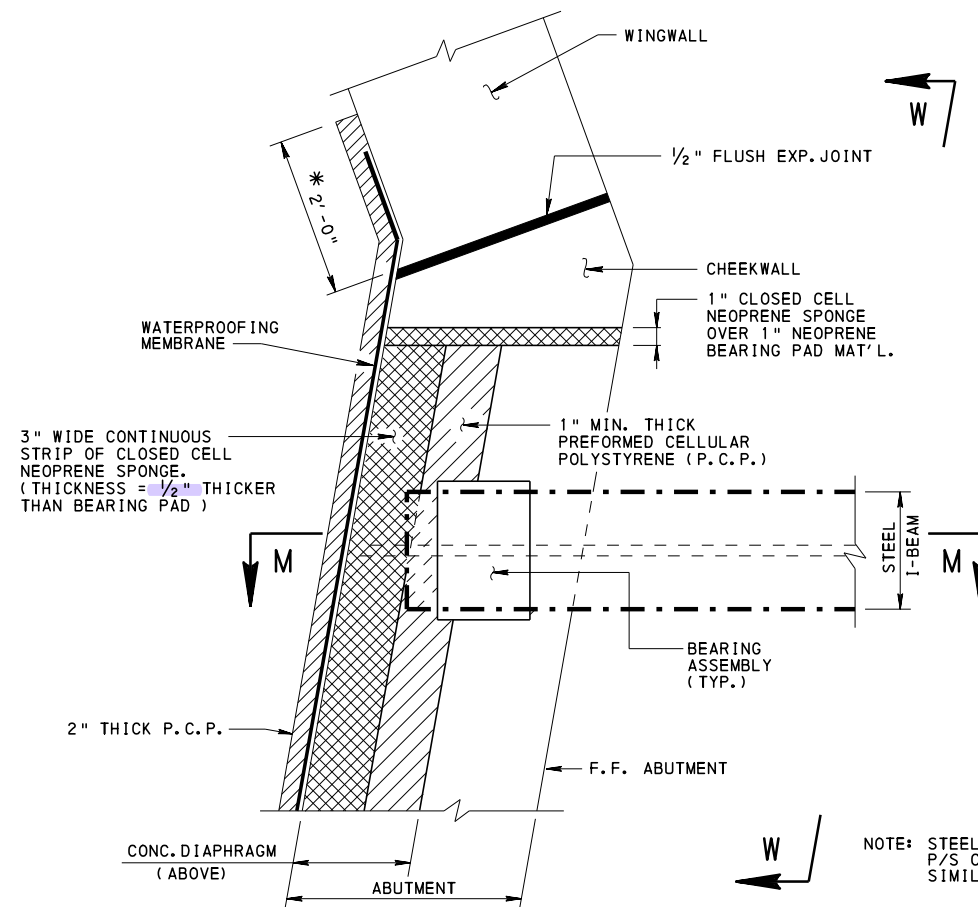 WINGWALL
W
1/2" FLUSH EXP. JOINT
* 2'-0"
CHEEKWALL
1" CLOSED CELL
NEOPRENE SPONGE
OVER 1" NEOPRENE
BEARING PAD MAT'L.
WATERPROOFING
MEMBRANE
3" WIDE CONTINUOUS
STRIP OF CLOSED CELL
NEOPRENE SPONGE.
(THICKNESS = 1/2" THICKER
THAN BEARING PAD )
1" MIN. THICK
PREFORMED CELLULAR
POLYSTYRENE (P.C.P.)
M
STEEL
I-BEAM
M
BEARING
ASSEMBLY
(TYP.)
2" THICK P.C.P.
F.F. ABUTMENT
CONC. DIAPHRAGM
(ABOVE)
ABUTMENT
W
NOTE: STEEL
P/S
SIMIL